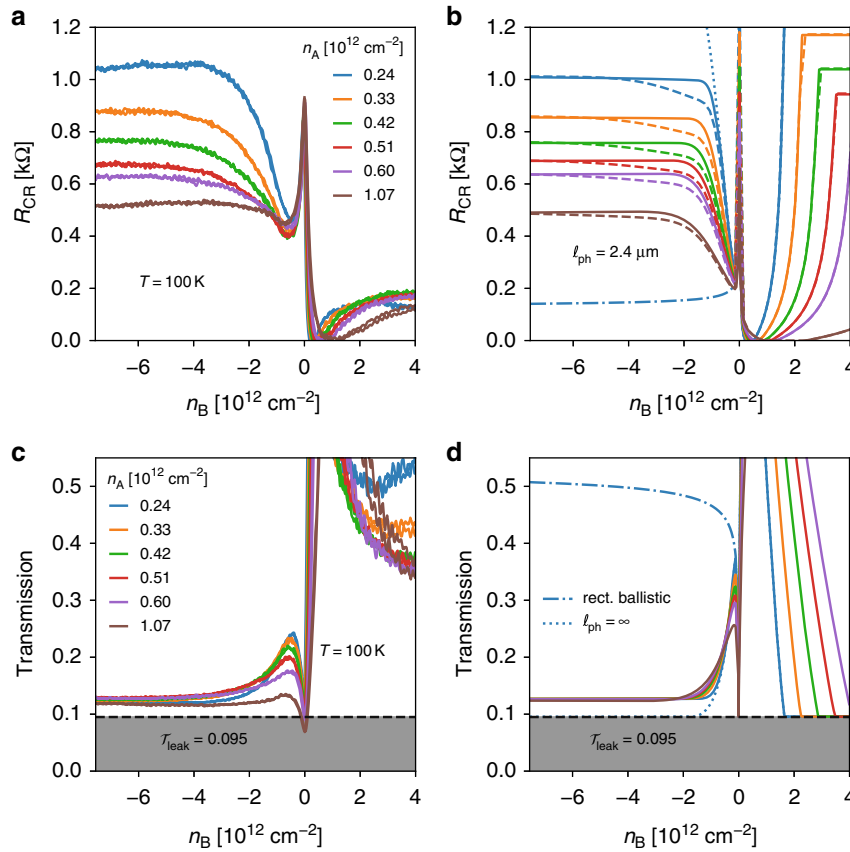 a
1.2
1.0
0.8
0.6
0.4
0.2
0.0
R_CR [kΩ]
n_A [10^12 cm^−2]
0.24
0.33
0.42
0.51
0.60
1.07
T = 100 K
−6 −4 −2 0 2 4
n_B [10^12 cm^−2]
b
1.2
1.0
0.8
0.6
0.4
0.2
0.0
R_CR [kΩ]
ℓ_ph = 2.4 μm
−6 −4 −2 0 2 4
n_B [10^12 cm^−2]
c
0.5
0.4
0.3
0.2
0.1
0.0
Transmission
n_A [10^12 cm^−2]
0.24
0.33
0.42
0.51
0.60
1.07
T = 100 K
𝒯_leak = 0.095
−6 −4 −2 0 2 4
n_B [10^12 cm^−2]
d
0.5
0.4
0.3
0.2
0.1
0.0
Transmission
rect. ballistic
ℓ_ph = ∞
𝒯_leak = 0.095
−6 −4 −2 0 2 4
n_B [10^12 cm^−2]